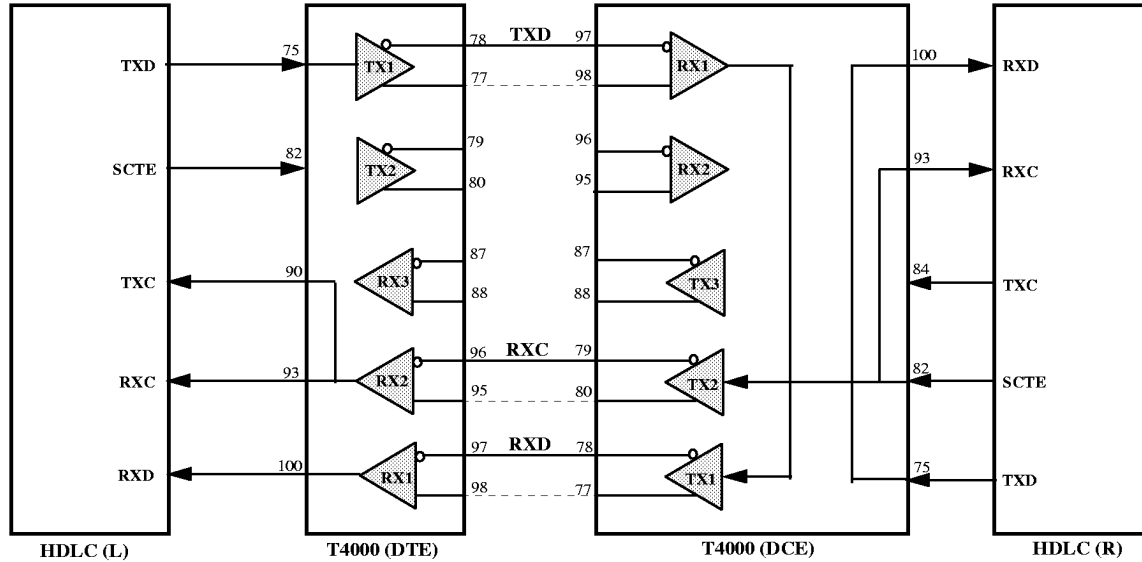 75 78 TXD 97 100
TXD TX1 RX1 RXD
77 98
79 96
82 93
SCTE TX2 RX2 RXC
80 95
87 87
90 84
TXC RX3 TX3 TXC
88 88
96 RXC 79
93 82
RXC RX2 TX2 SCTE
95 80
97 RXD 78
100 75
RXD RX1 TX1 TXD
98 77
HDLC (L) T4000 (DTE) T4000 (DCE) HDLC (R)